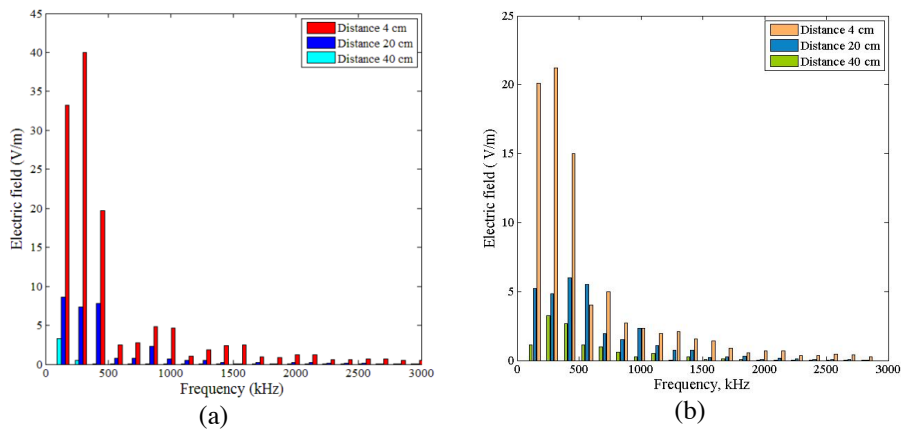 45
40
35
30
25
20
15
10
5
0
Electric field (V/m)
0 500 1000 1500 2000 2500 3000
Frequency (kHz)
Distance 4 cm
Distance 20 cm
Distance 40 cm
(a)
25
20
15
10
5
0
Electric field ( V/m)
0 500 1000 1500 2000 2500 3000
Frequency, kHz
Distance 4 cm
Distance 20 cm
Distance 40 cm
(b)